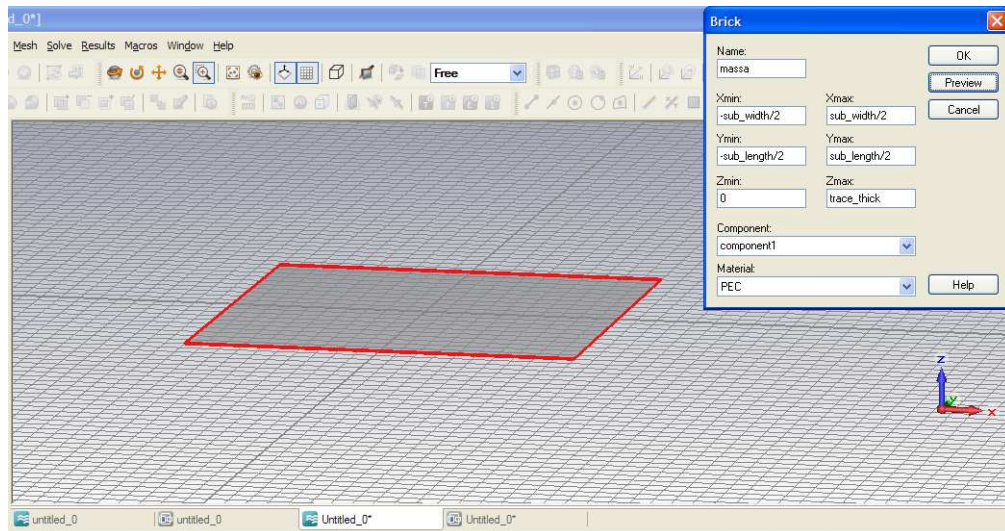 d_0*]
Mesh Solve Results Macros Window Help
Free
Brick
Name:
massa
OK
Preview
Cancel
Xmin: Xmax:
-sub_width/2 sub_width/2
Ymin: Ymax:
-sub_length/2 sub_length/2
Zmin: Zmax:
0 trace_thick
Component:
component1
Material:
PEC
Help
z
y
x
untitled_0 untitled_0 Untitled_0* Untitled_0*